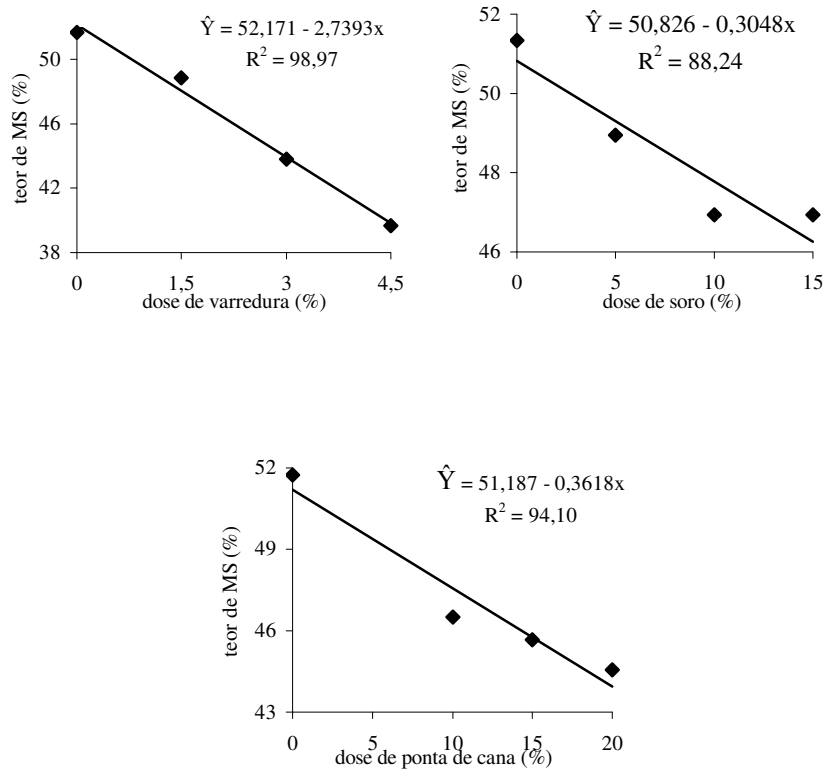 Ŷ = 52,171 - 2,7393x
R² = 98,97
teor de MS (%)
50
46
42
38
0 1,5 3 4,5
dose de varredura (%)
Ŷ = 50,826 - 0,3048x
R² = 88,24
teor de MS (%)
52
50
48
46
0 5 10 15
dose de soro (%)
Ŷ = 51,187 - 0,3618x
R² = 94,10
teor de MS (%)
52
49
46
43
0 5 10 15 20
dose de ponta de cana (%)